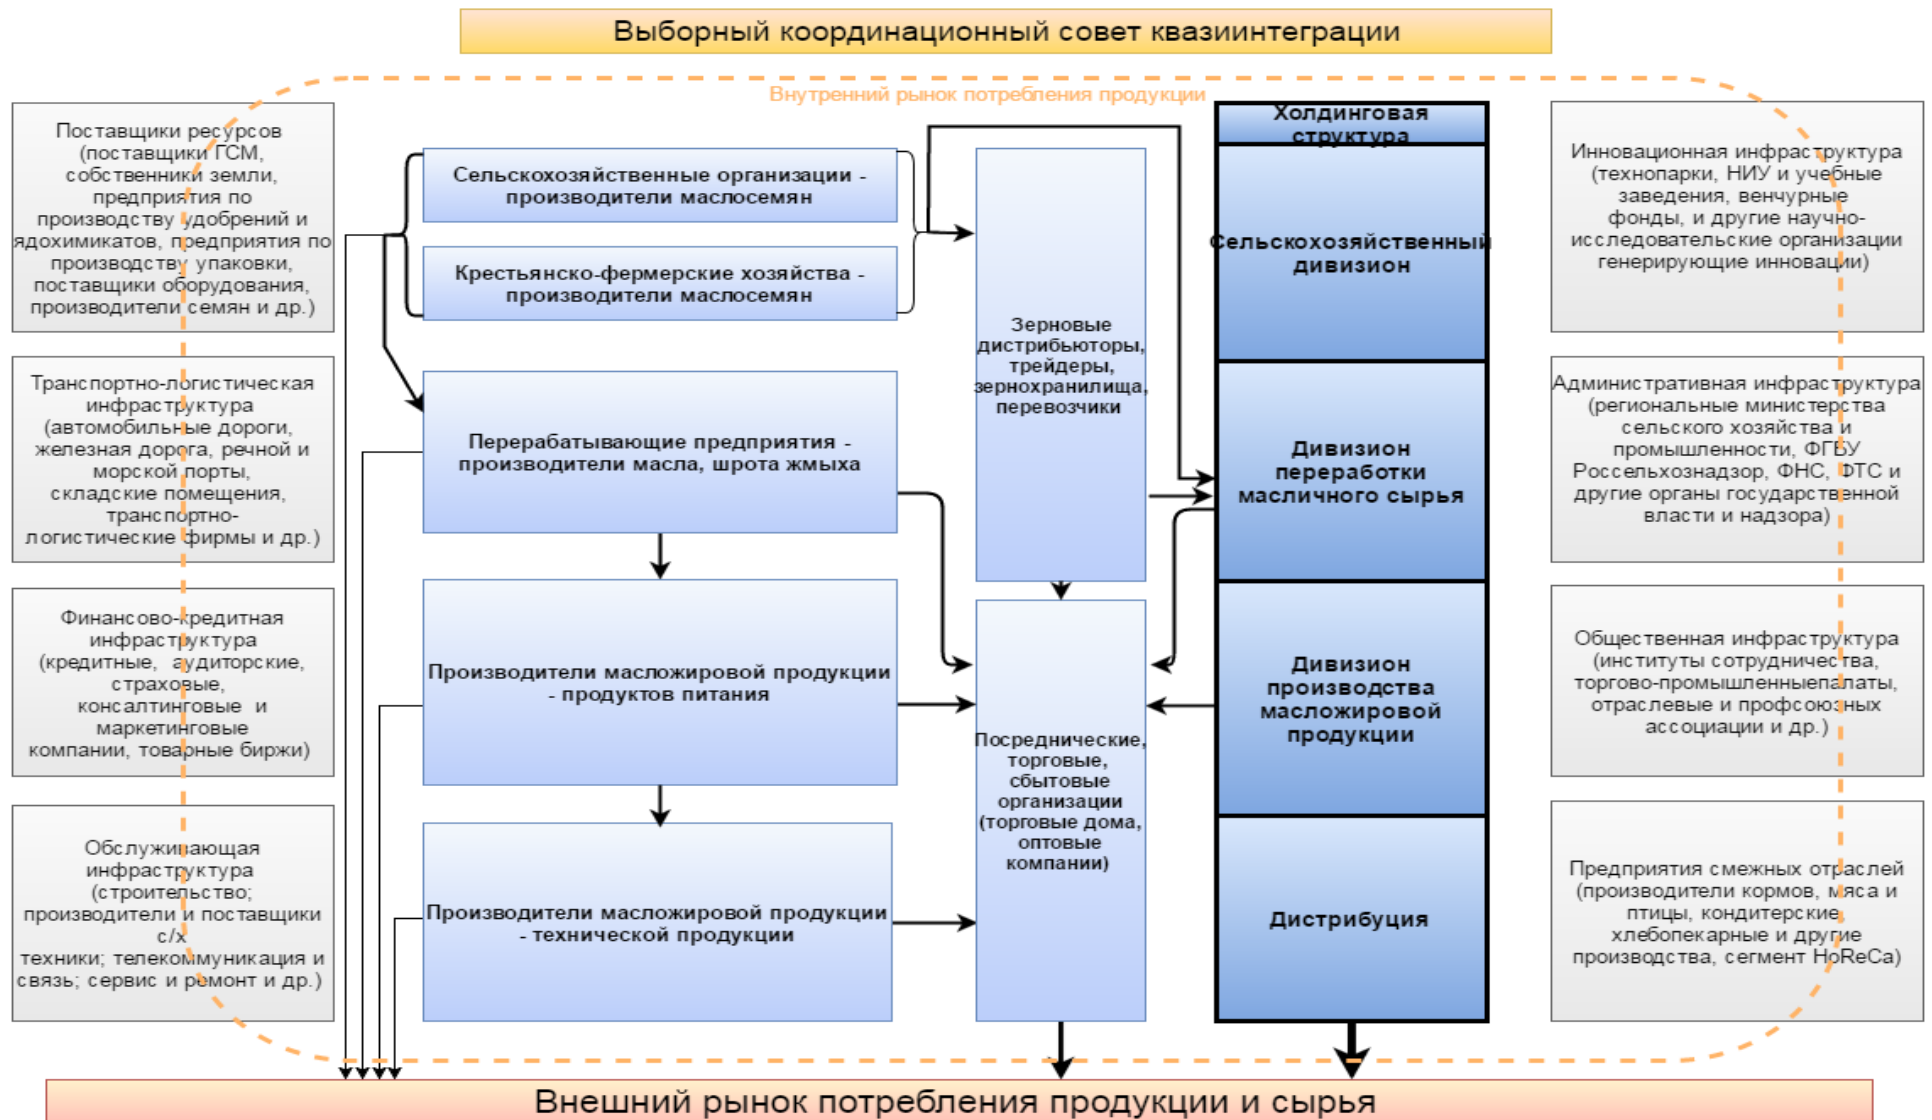 Выборный координационный совет квазиинтеграции
Внутренний рынок потребления продукции
Поставщики ресурсов
(поставщики ГСМ,
собственники земли,
предприятия по
производству удобрений и
ядохимикатов, предприятия по
производству упаковки,
поставщики оборудования,
производители семян и др.)
Транспортно-логистическая
инфраструктура
(автомобильные дороги,
железная дорога, речной и
морской порты,
складские помещения,
транспортно-
логистические фирмы и др.)
Финансово-кредитная
инфраструктура
(кредитные, аудиторские,
страховые,
консалтинговые и
маркетинговые
компании, товарные биржи)
Обслуживающая
инфраструктура
(строительство;
производители и поставщики
с/х
техники; телекоммуникация и
связь; сервис и ремонт и др.)
Сельскохозяйственные организации -
производители маслосемян
Крестьянско-фермерские хозяйства -
производители маслосемян
Перерабатывающие предприятия -
производители масла, шрота жмыха
Производители масложировой продукции
- продуктов питания
Производители масложировой продукции
- технической продукции
Зерновые
дистрибьюторы,
трейдеры,
зернохранилища,
перевозчики
Посреднические,
торговые,
сбытовые
организации
(торговые дома,
оптовые
компании)
Холдинговая
структура
Сельскохозяйственный
дивизион
Дивизион
переработки
масличного сырья
Дивизион
производства
масложировой
продукции
Дистрибуция
Инновационная инфраструктура
(технопарки, НИУ и учебные
заведения, венчурные
фонды, и другие научно-
исследовательские организации
генерирующие инновации)
Административная инфраструктура
(региональные министерства
сельского хозяйства и
промышленности, ФГБУ
Россельхознадзор, ФНС, ФТС и
другие органы государственной
власти и надзора)
Общественная инфраструктура
(институты сотрудничества,
торгово-промышленныепалаты,
отраслевые и профсоюзных
ассоциации и др.)
Предприятия смежных отраслей
(производители кормов, мяса и
птицы, кондитерские,
хлебопекарные и другие
производства, сегмент HoReCa)
Внешний рынок потребления продукции и сырья